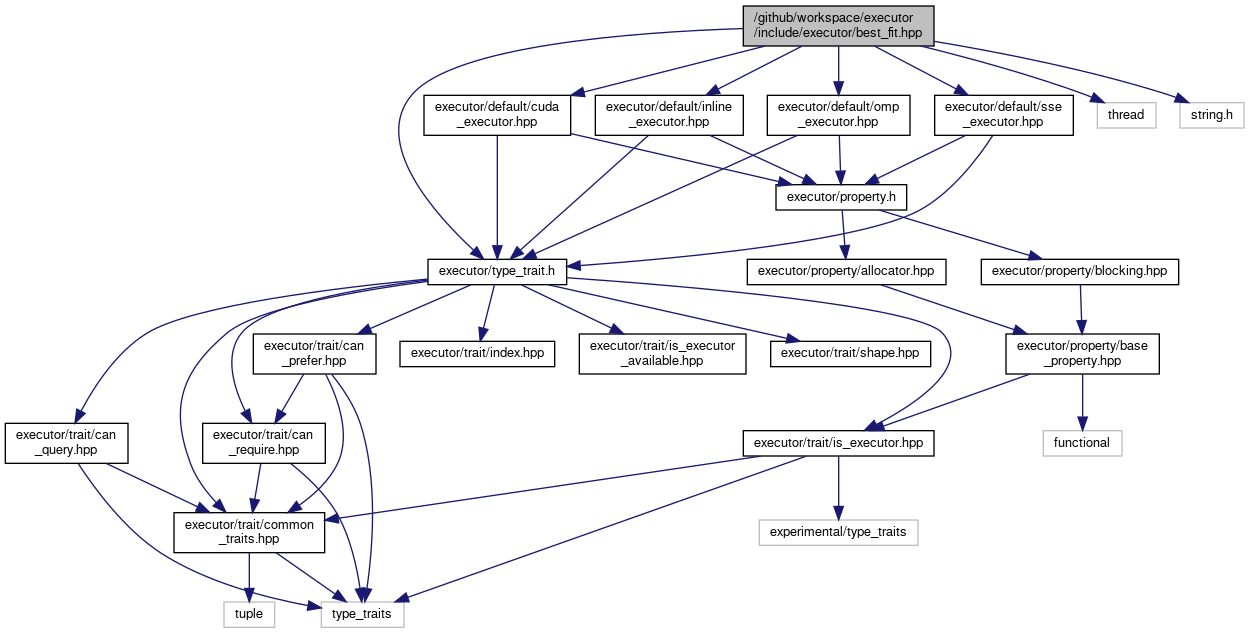 /github/workspace/executor
/include/executor/best_fit.hpp
executor/default/cuda
_executor.hpp
executor/default/inline
_executor.hpp
executor/default/omp
_executor.hpp
executor/default/sse
_executor.hpp
thread
string.h
executor/property.h
executor/type_trait.h
executor/property/allocator.hpp
executor/property/blocking.hpp
executor/trait/can
_prefer.hpp
executor/trait/index.hpp
executor/trait/is_executor
_available.hpp
executor/trait/shape.hpp
executor/property/base
_property.hpp
executor/trait/can
_query.hpp
executor/trait/can
_require.hpp
executor/trait/is_executor.hpp
functional
executor/trait/common
_traits.hpp
experimental/type_traits
tuple
type_traits